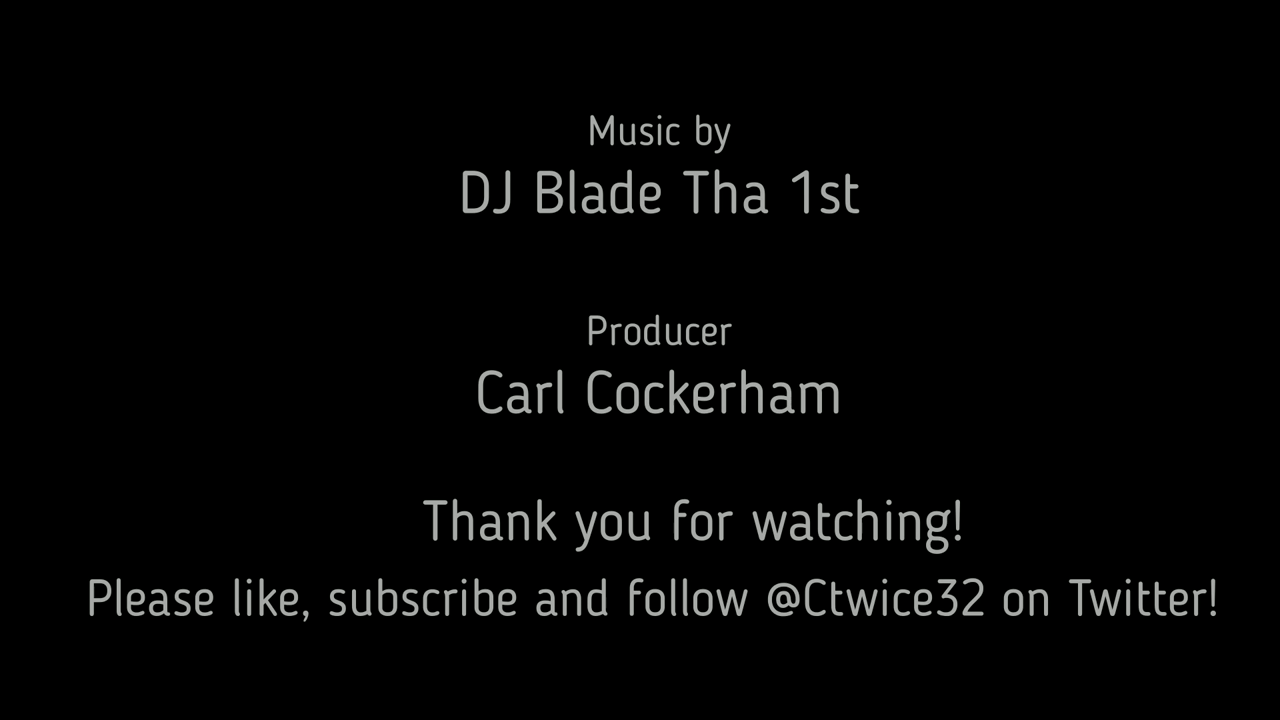 Music by
DJ Blade Tha 1st
Producer
Carl Cockerham
Thank you for watching!
Please like, subscribe and follow @Ctwice32 on Twitter!